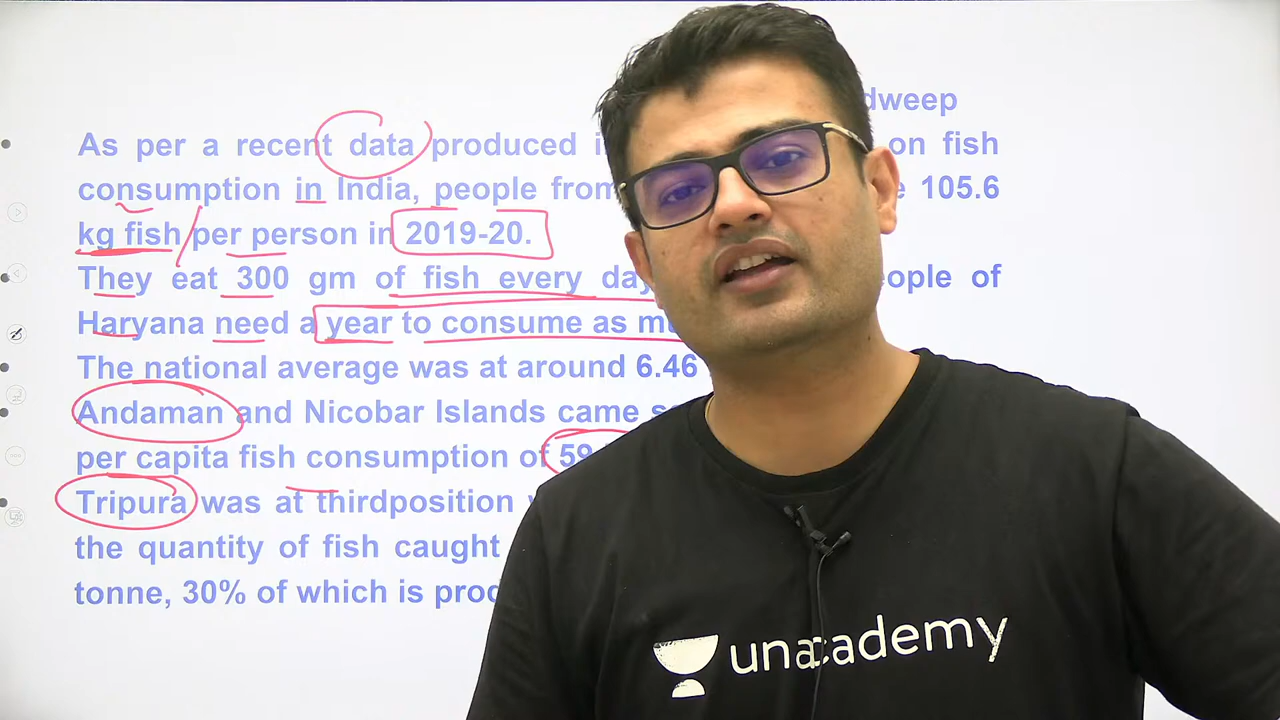 dweep
As per a recent data produced on fish
consumption in India, people from 105.6
kg fish/per person in 2019-20.
They eat 300 gm of fish every people of
Haryana need a year to consume as
The national average was at around 6.46
Andaman and Nicobar Islands came
per capita fish consumption of 59
Tripura was at thirdposition
the quantity of fish caught
tonne, 30% of which is
unacademy